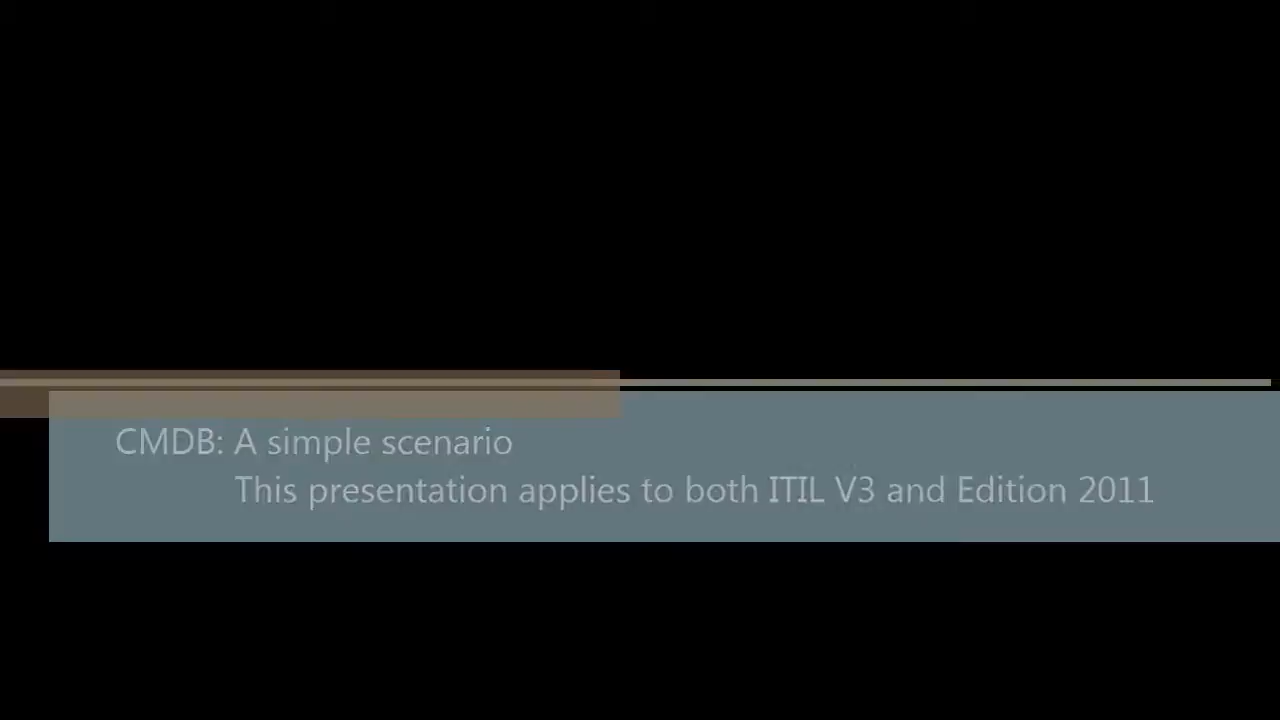 CMDB: A simple scenario
This presentation applies to both ITIL V3 and Edition 2011